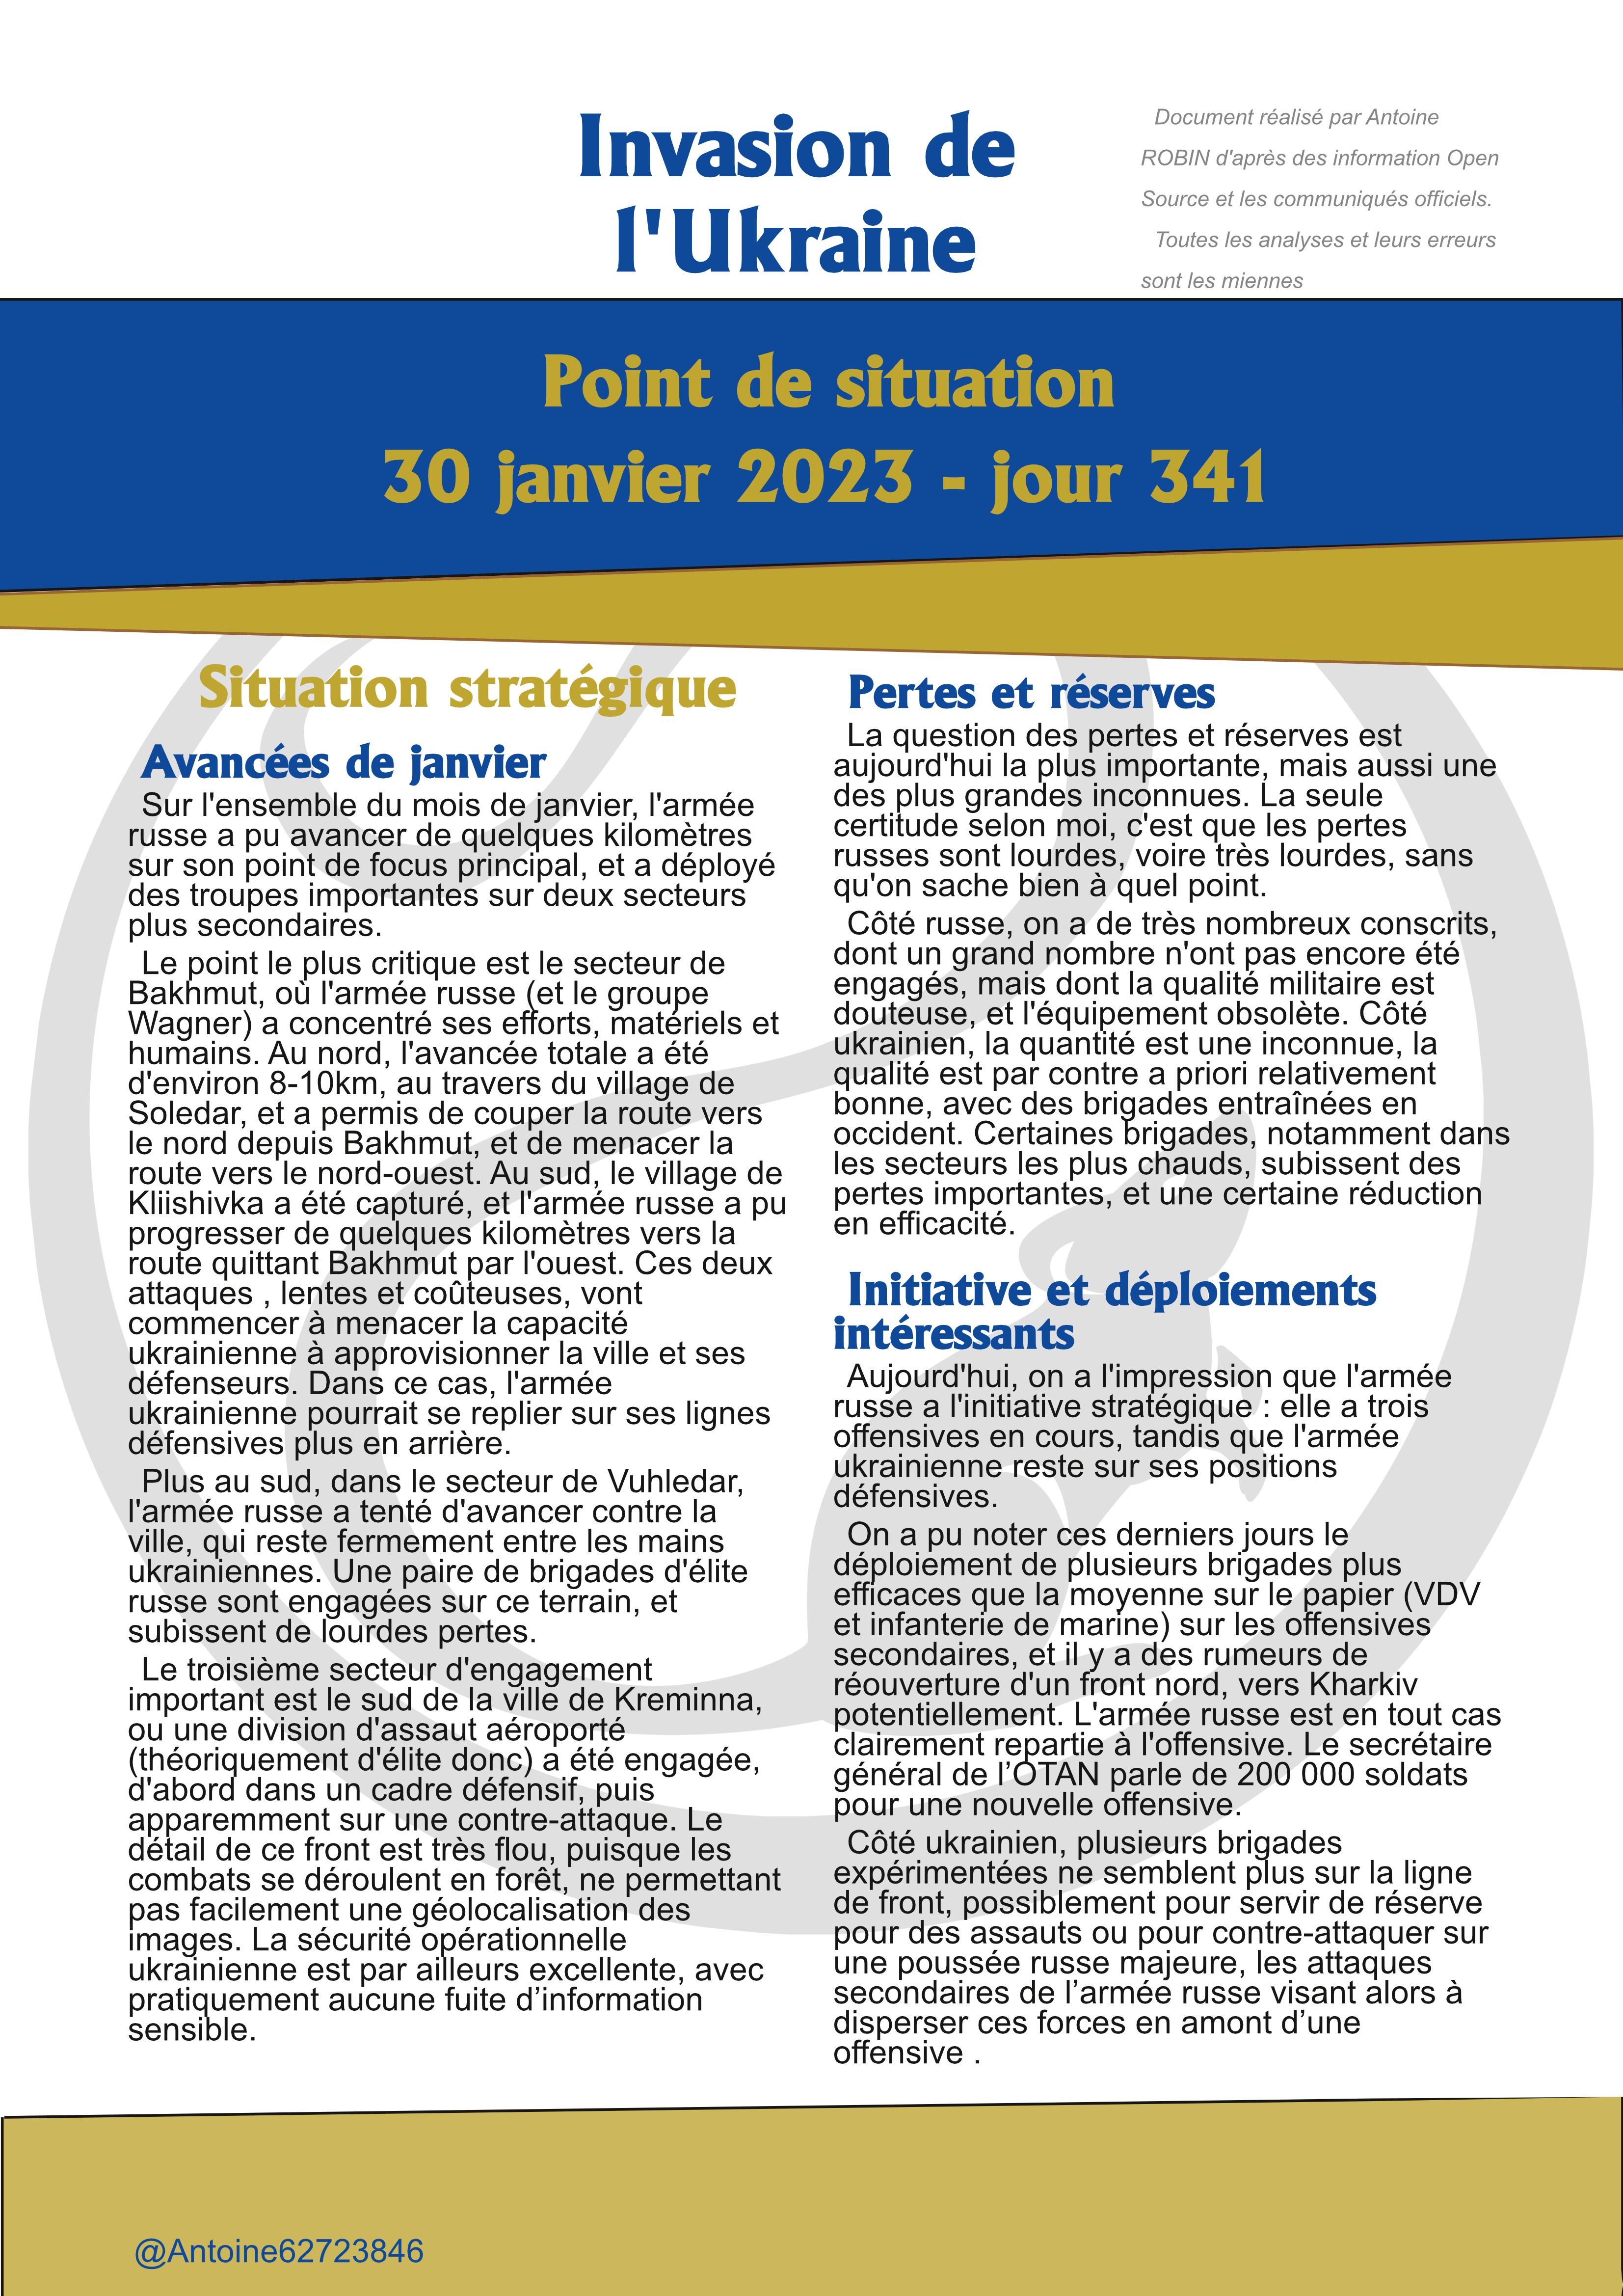 Invasion de
l'Ukraine
Document réalisé par Antoine
ROBIN d'après des information Open
Source et les communiqués officiels.
Toutes les analyses et leurs erreurs
sont les miennes
Point de situation
30 janvier 2023 - jour 341
Situation stratégique
Avancées de janvier
Sur l'ensemble du mois de janvier, l'armée
russe a pu avancer de quelques kilomètres
sur son point de focus principal, et a déployé
des troupes importantes sur deux secteurs
plus secondaires.
Le point le plus critique est le secteur de
Bakhmut, où l'armée russe (et le groupe
Wagner) a concentré ses efforts, matériels et
humains. Au nord, l'avancée totale a été
d'environ 8-10km, au travers du village de
Soledar, et a permis de couper la route vers
le nord depuis Bakhmut, et de menacer la
route vers le nord-ouest. Au sud, le village de
Kliishivka a été capturé, et l'armée russe a pu
progresser de quelques kilomètres vers la
route quittant Bakhmut par l'ouest. Ces deux
attaques , lentes et coûteuses, vont
commencer à menacer la capacité
ukrainienne à approvisionner la ville et ses
défenseurs. Dans ce cas, l'armée
ukrainienne pourrait se replier sur ses lignes
défensives plus en arrière.
Plus au sud, dans le secteur de Vuhledar,
l'armée russe a tenté d'avancer contre la
ville, qui reste fermement entre les mains
ukrainiennes. Une paire de brigades d'élite
russe sont engagées sur ce terrain, et
subissent de lourdes pertes.
Le troisième secteur d'engagement
important est le sud de la ville de Kreminna,
ou une division d'assaut aéroporté
(théoriquement d'élite donc) a été engagée,
d'abord dans un cadre défensif, puis
apparemment sur une contre-attaque. Le
détail de ce front est très flou, puisque les
combats se déroulent en forêt, ne permettant
pas facilement une géolocalisation des
images. La sécurité opérationnelle
ukrainienne est par ailleurs excellente, avec
pratiquement aucune fuite d’information
sensible.
Pertes et réserves
La question des pertes et réserves est
aujourd'hui la plus importante, mais aussi une
des plus grandes inconnues. La seule
certitude selon moi, c'est que les pertes
russes sont lourdes, voire très lourdes, sans
qu'on sache bien à quel point.
Côté russe, on a de très nombreux conscrits,
dont un grand nombre n'ont pas encore été
engagés, mais dont la qualité militaire est
douteuse, et l'équipement obsolète. Côté
ukrainien, la quantité est une inconnue, la
qualité est par contre a priori relativement
bonne, avec des brigades entraînées en
occident. Certaines brigades, notamment dans
les secteurs les plus chauds, subissent des
pertes importantes, et une certaine réduction
en efficacité.
Initiative et déploiements
intéressants
Aujourd'hui, on a l'impression que l'armée
russe a l'initiative stratégique : elle a trois
offensives en cours, tandis que l'armée
ukrainienne reste sur ses positions
défensives.
On a pu noter ces derniers jours le
déploiement de plusieurs brigades plus
efficaces que la moyenne sur le papier (VDV
et infanterie de marine) sur les offensives
secondaires, et il y a des rumeurs de
réouverture d'un front nord, vers Kharkiv
potentiellement. L'armée russe est en tout cas
clairement repartie à l'offensive. Le secrétaire
général de l’OTAN parle de 200 000 soldats
pour une nouvelle offensive.
Côté ukrainien, plusieurs brigades
expérimentées ne semblent plus sur la ligne
de front, possiblement pour servir de réserve
pour des assauts ou pour contre-attaquer sur
une poussée russe majeure, les attaques
secondaires de l’armée russe visant alors à
disperser ces forces en amont d’une
offensive .
@Antoine62723846